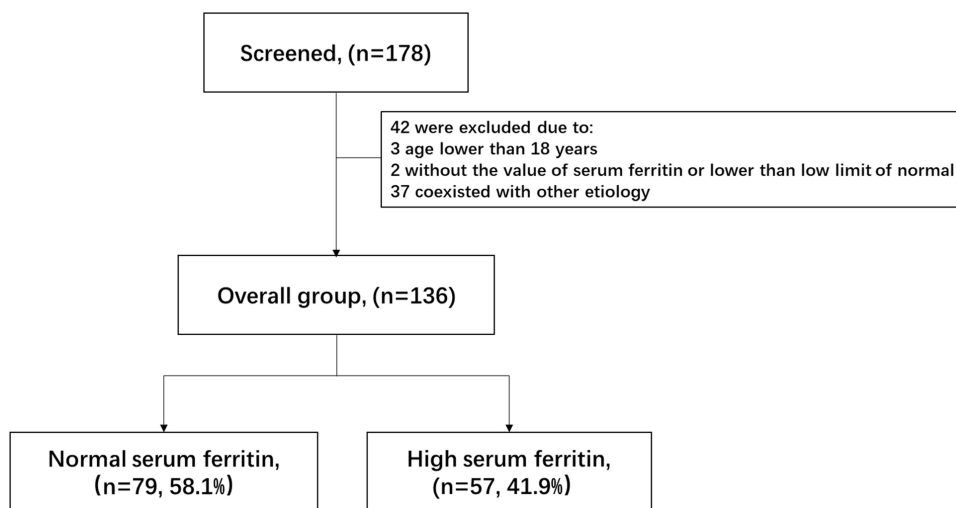 Screened, (n=178)
42 were excluded due to:
3 age lower than 18 years
2 without the value of serum ferritin or lower than low limit of normal
37 coexisted with other etiology
Overall group, (n=136)
Normal serum ferritin,
(n=79, 58.1%)
High serum ferritin,
(n=57, 41.9%)